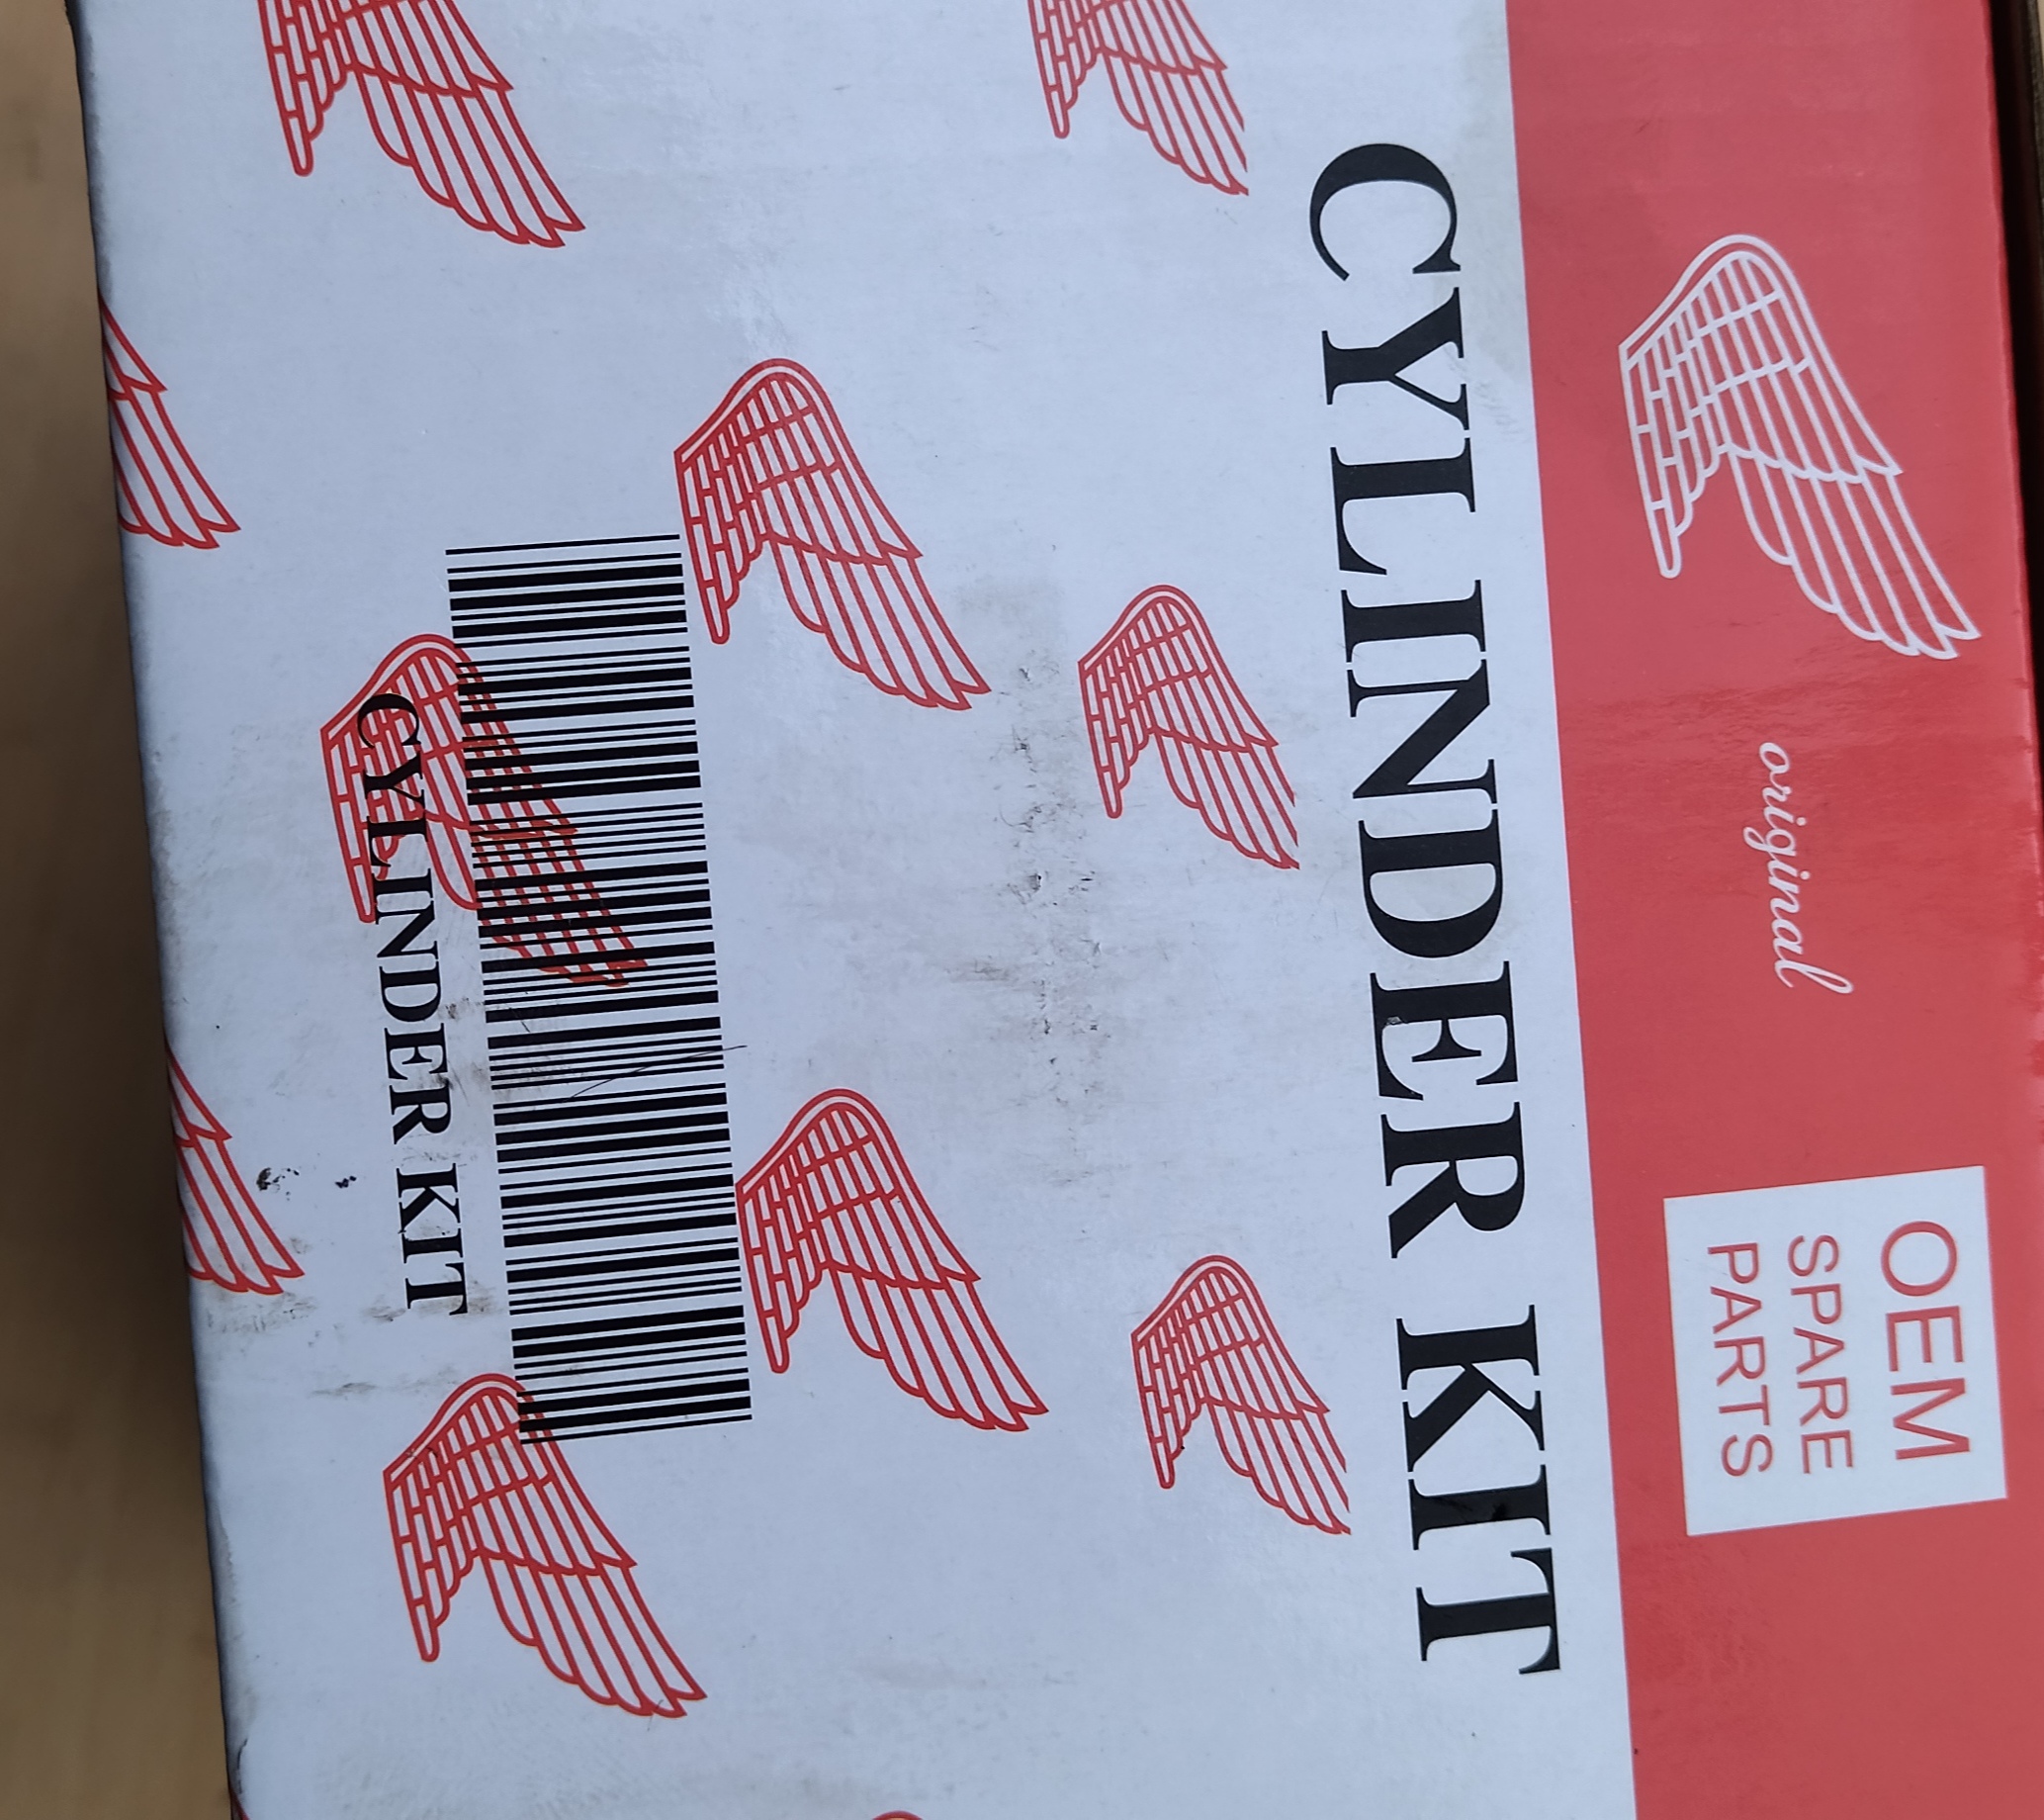 original
OEM
SPARE
PARTS
CYLINDER KIT
CYLINDER KIT